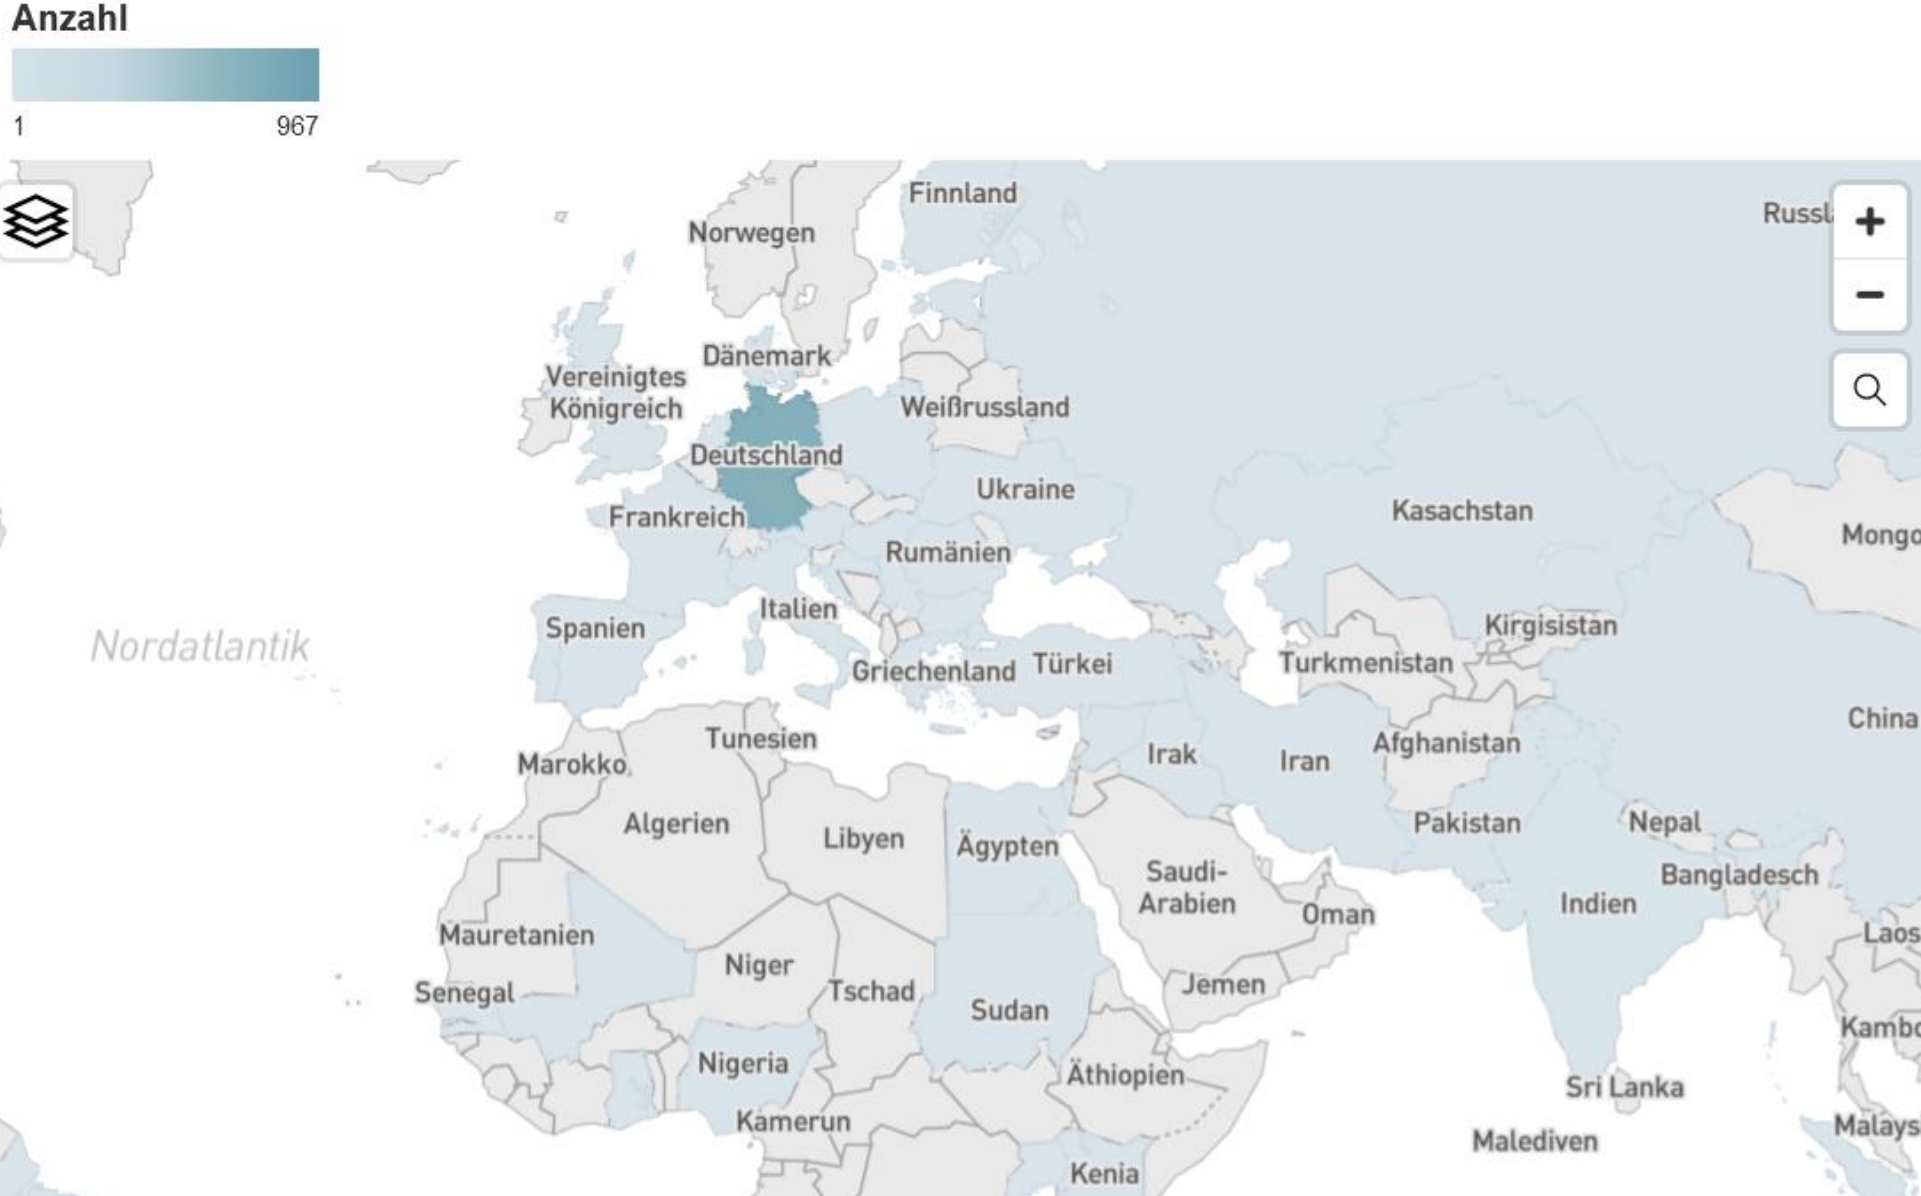 Anzahl
1
967
Finnland
Russl
Norwegen
Dänemark
Vereinigtes
Königreich
Weißrussland
Deutschland
Ukraine
Kasachstan
Frankreich
Mongo
Rumänien
Italien
Spanien
Kirgisistan
Nordatlantik
Griechenland
Türkei
Turkmenistan
China
Tunesien
Afghanistan
Irak
Iran
Marokko
Algerien
Libyen
Ägypten
Pakistan
Nepal
Saudi-
Arabien
Bangladesch
Indien
Oman
Mauretanien
Laos
Niger
Senegal
Tschad
Jemen
Sudan
Kambo
Nigeria
Äthiopien
Sri Lanka
Kamerun
Malays
Malediven
Kenia